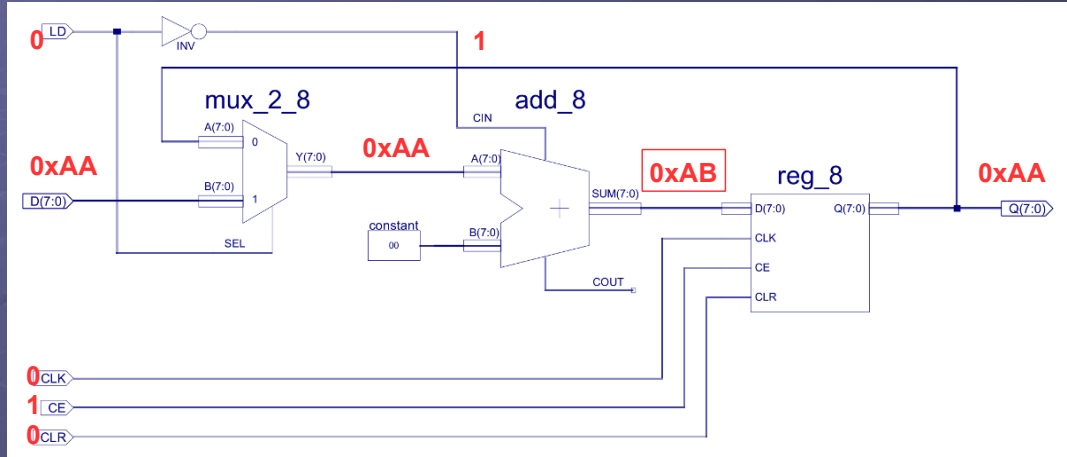 0 LD
INV
1
mux_2_8
add_8
CIN
A(7:0)
0
0xAA
Y(7:0)
0xAA
A(7:0)
0xAB
reg_8
0xAA
B(7:0)
1
D(7:0)
SUM(7:0)
D(7:0)
Q(7:0)
Q(7:0)
constant
00
B(7:0)
SEL
CLK
CE
COUT
CLR
0 CLK
1 CE
0 CLR